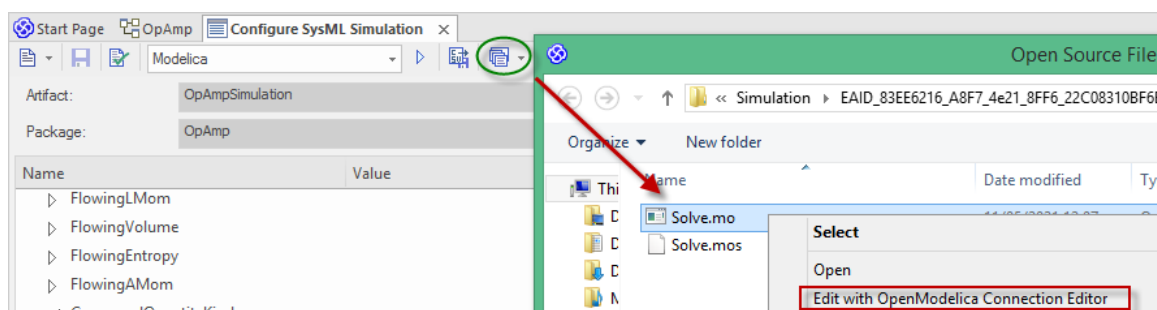 Start Page OpAmp Configure SysML Simulation
Modelica
Artifact: OpAmpSimulation
Package: OpAmp
Name Value
FlowingLMom
FlowingVolume
FlowingEntropy
FlowingAMom
Open Source File
« Simulation EAID_83EE6216_A8F7_4e21_8FF6_22C08310BF6
Organize New folder
Name Date modified Ty
Thi
D
Solve.mo
D
Solve.mos
D
Select
Open
Edit with OpenModelica Connection Editor